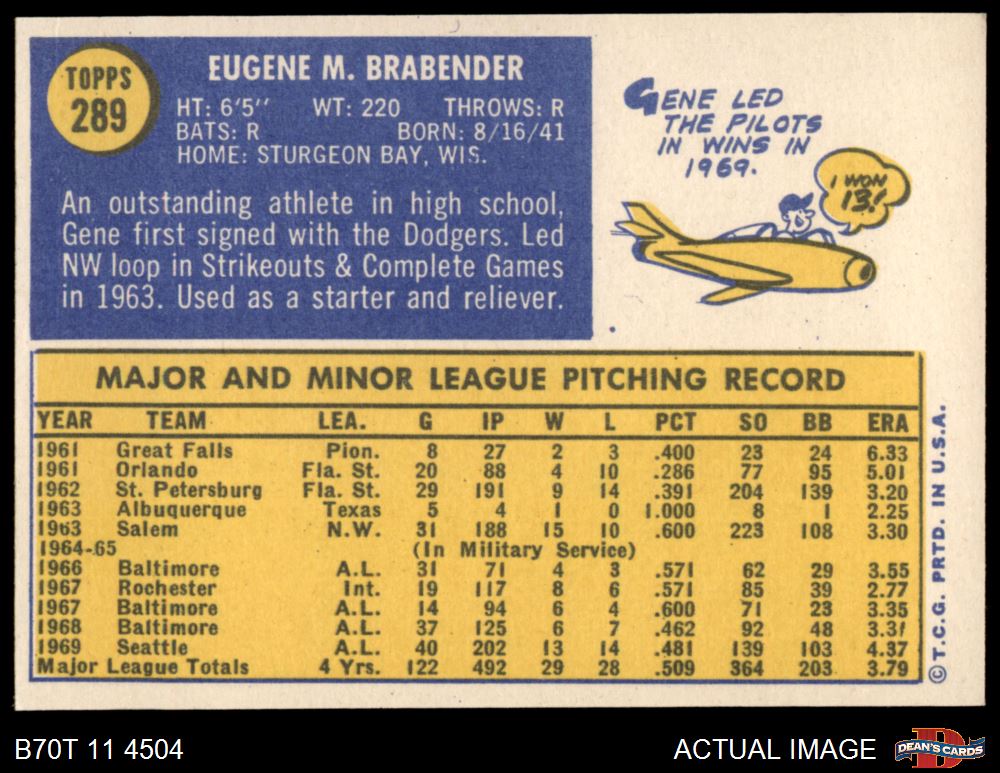 TOPPS
289
EUGENE M. BRABENDER
HT: 6'5" WT: 220 THROWS: R
BATS: R BORN: 8/16/41
HOME: STURGEON BAY, WIS.
An outstanding athlete in high school,
Gene first signed with the Dodgers. Led
NW loop in Strikeouts & Complete Games
in 1963. Used as a starter and reliever.
GENE LED
THE PILOTS
IN WINS IN
1969.
I WON
13!
MAJOR AND MINOR LEAGUE PITCHING RECORD
YEAR TEAM LEA. G IP W L PCT SO BB ERA
1961 Great Falls Pion. 8 27 2 3 .400 23 24 6.33
1961 Orlando Fla. St. 20 88 4 10 .286 77 95 5.01
1962 St. Petersburg Fla. St. 29 191 9 14 .391 204 139 3.20
1963 Albuquerque Texas 5 4 1 0 1.000 8 1 2.25
1963 Salem N.W. 31 188 15 10 .600 223 108 3.30
1964-65 (In Military Service)
1966 Baltimore A.L. 31 71 4 3 .571 62 29 3.55
1967 Rochester Int. 19 117 8 6 .571 85 39 2.77
1967 Baltimore A.L. 14 94 6 4 .600 71 23 3.35
1968 Baltimore A.L. 37 125 6 7 .462 92 48 3.31
1969 Seattle A.L. 40 202 13 14 .481 139 103 4.37
Major League Totals 4 Yrs. 122 492 29 28 .509 364 203 3.79
© T.C.G. PRTD. IN U.S.A.
B70T 11 4504
ACTUAL IMAGE
DEAN'S CARDS